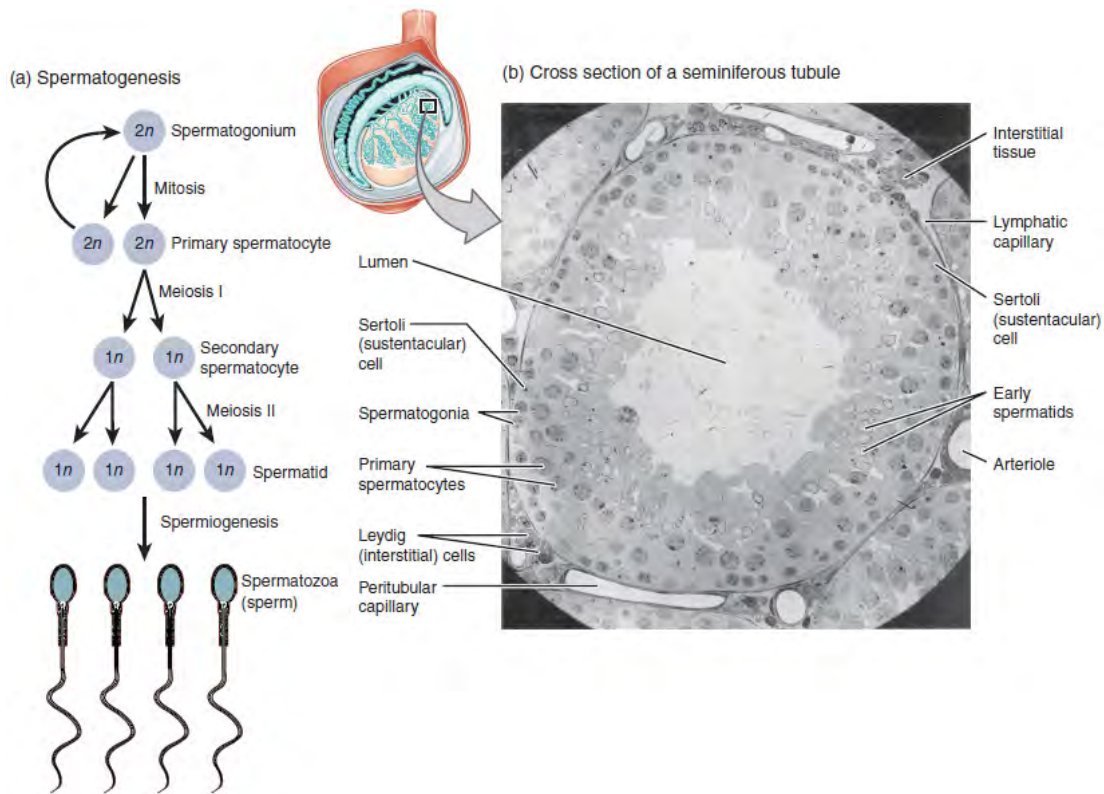 (a) Spermatogenesis
2n
Spermatogonium
Mitosis
2n
2n
Primary spermatocyte
Meiosis I
1n
1n
Secondary
spermatocyte
Meiosis II
1n
1n
1n
1n
Spermatid
Spermiogenesis
Spermatozoa
(sperm)
(b) Cross section of a seminiferous tubule
Lumen
Sertoli
(sustentacular)
cell
Spermatogonia
Primary
spermatocytes
Leydig
(interstitial) cells
Peritubular
capillary
Interstitial
tissue
Lymphatic
capillary
Sertoli
(sustentacular)
cell
Early
spermatids
Arteriole